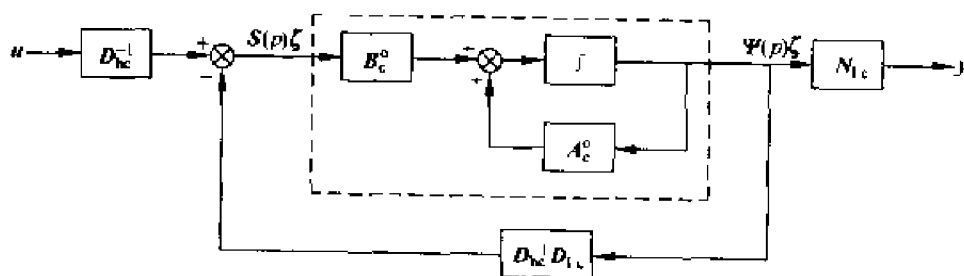 u
D_hc^-1
+
−
S(p)ζ
B_c^o
+
∫
A_c^o
Ψ(p)ζ
N_lc
y
D_hc^-1 D_lc